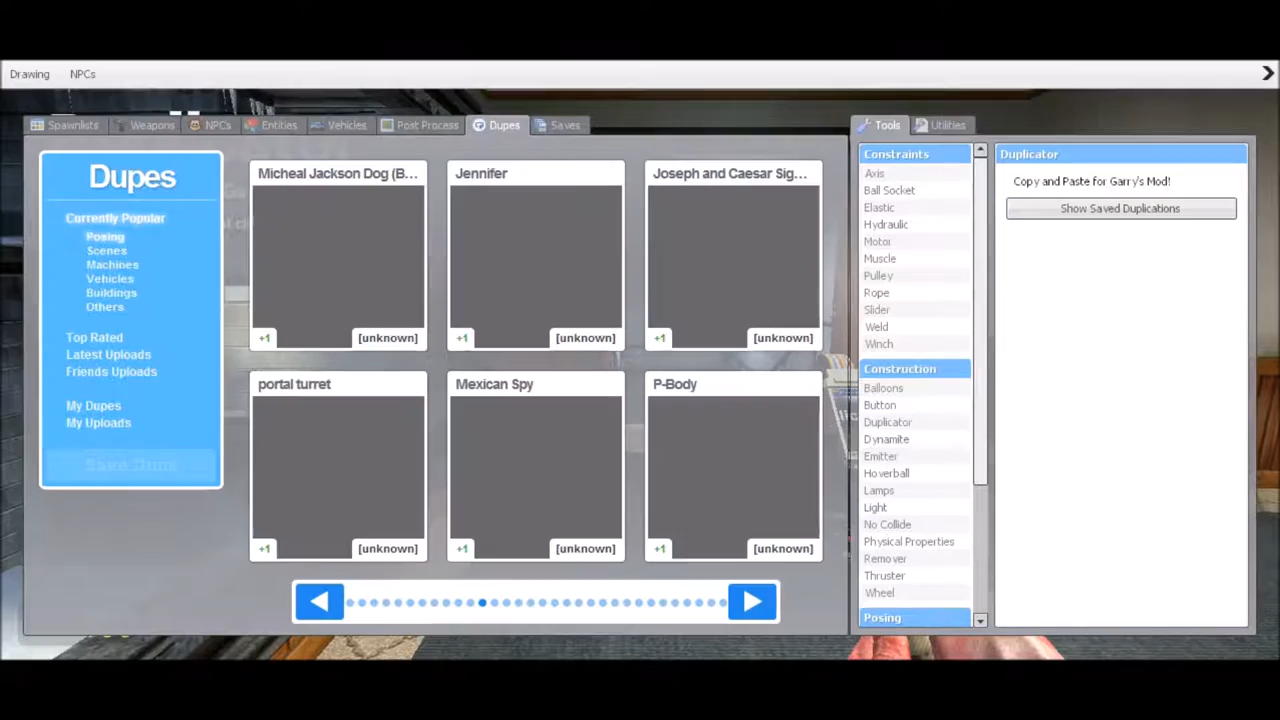 Drawing NPCs
Spawnlists Weapons NPCs Entities Vehicles Post Process Dupes Saves
Tools Utilities
Dupes
Currently Popular
Posing
Scenes
Machines
Vehicles
Buildings
Others
Top Rated
Latest Uploads
Friends Uploads
My Dupes
My Uploads
Save Dupe
Micheal Jackson Dog (B...
+1 [unknown]
Jennifer
+1 [unknown]
Joseph and Caesar Sig...
+1 [unknown]
portal turret
+1 [unknown]
Mexican Spy
+1 [unknown]
P-Body
+1 [unknown]
Constraints
Axis
Ball Socket
Elastic
Hydraulic
Motor
Muscle
Pulley
Rope
Slider
Weld
Winch
Construction
Balloons
Button
Duplicator
Dynamite
Emitter
Hoverball
Lamps
Light
No Collide
Physical Properties
Remover
Thruster
Wheel
Posing
Duplicator
Copy and Paste for Garry's Mod!
Show Saved Duplications